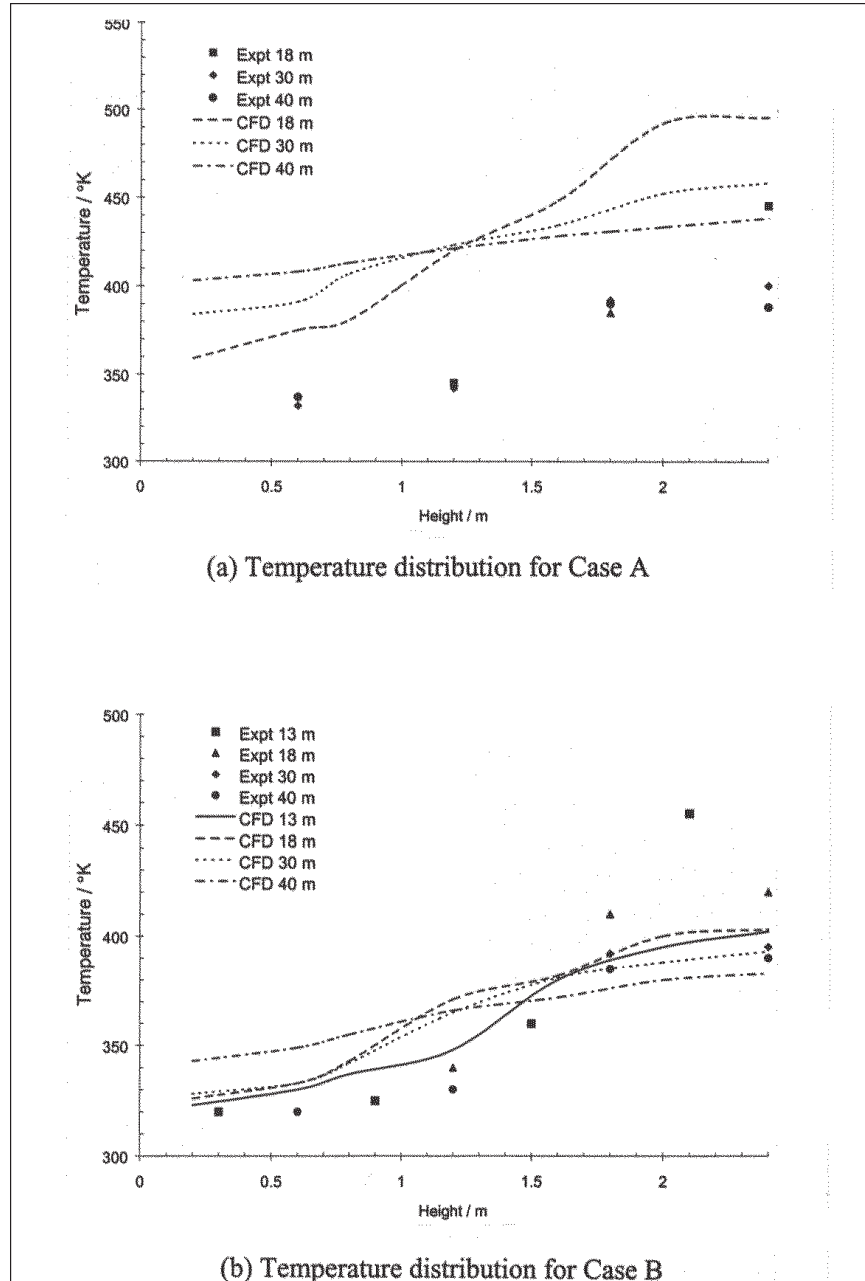 550
500
450
400
350
300
Temperature / °K
Expt 18 m
Expt 30 m
Expt 40 m
CFD 18 m
CFD 30 m
CFD 40 m
0
0.5
1
1.5
2
Height / m
(a) Temperature distribution for Case A
500
450
400
350
300
Temperature / °K
Expt 13 m
Expt 18 m
Expt 30 m
Expt 40 m
CFD 13 m
CFD 18 m
CFD 30 m
CFD 40 m
0
0.5
1
1.5
2
Height / m
(b) Temperature distribution for Case B